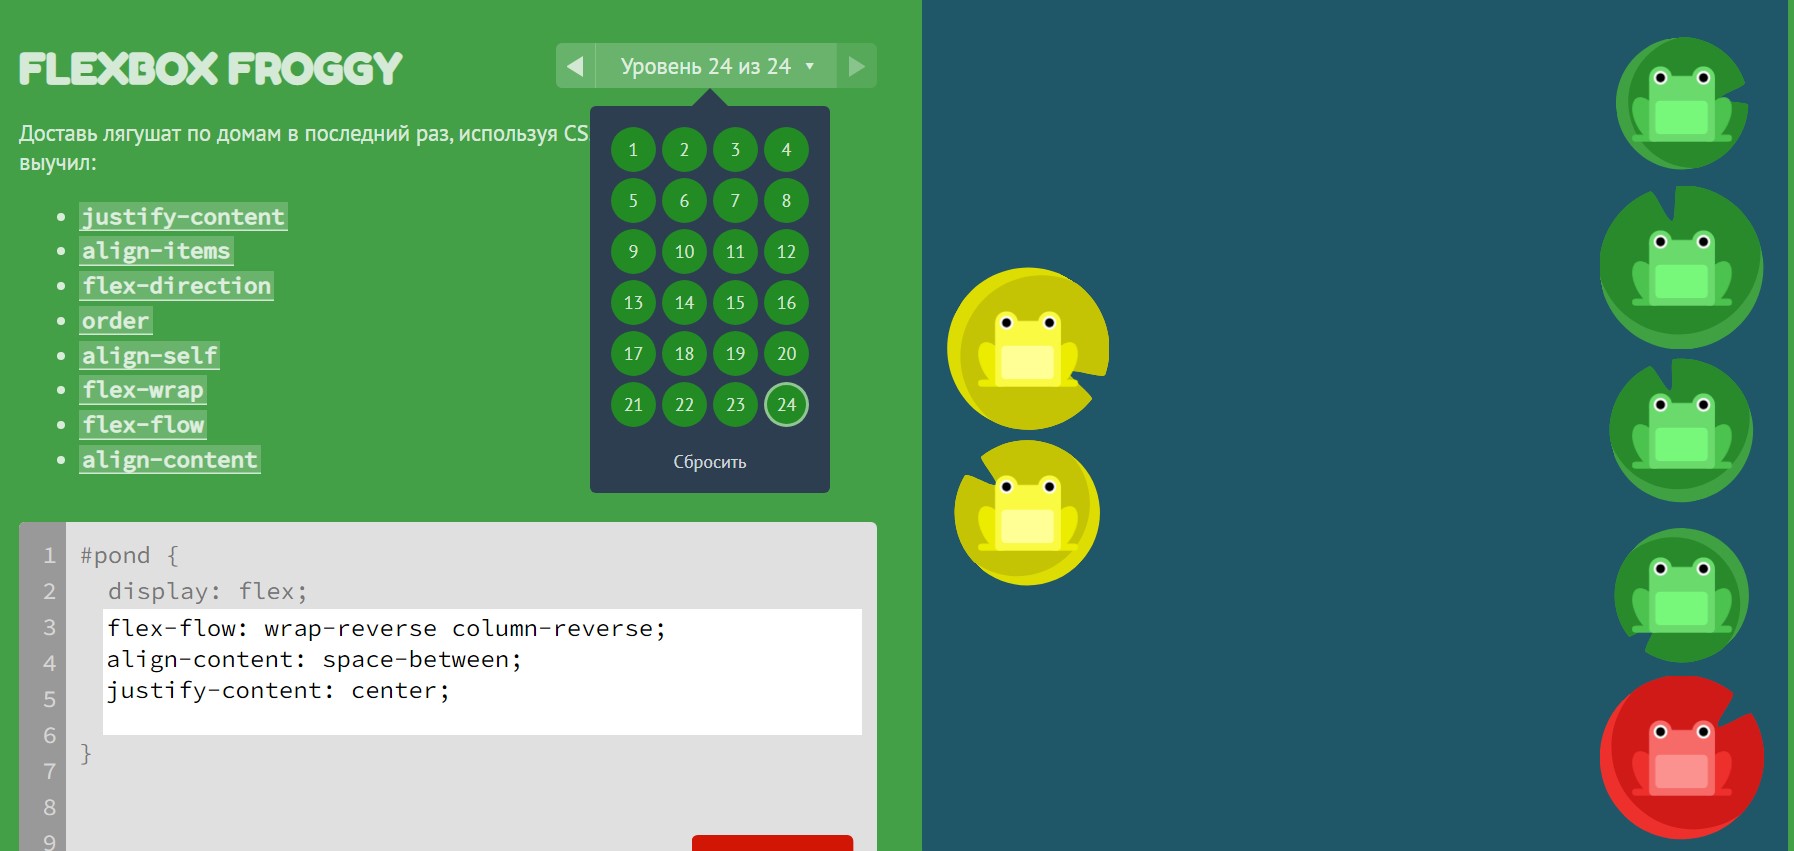 FLEXBOX FROGGY
Уровень 24 из 24
Доставь лягушат по домам в последний раз, используя CS
выучил:
justify-content
align-items
flex-direction
order
align-self
flex-wrap
flex-flow
align-content
1 2 3 4
5 6 7 8
9 10 11 12
13 14 15 16
17 18 19 20
21 22 23 24
Сбросить
1 #pond {
2 display: flex;
3 flex-flow: wrap-reverse column-reverse;
4 align-content: space-between;
5 justify-content: center;
6 }
7
8
9